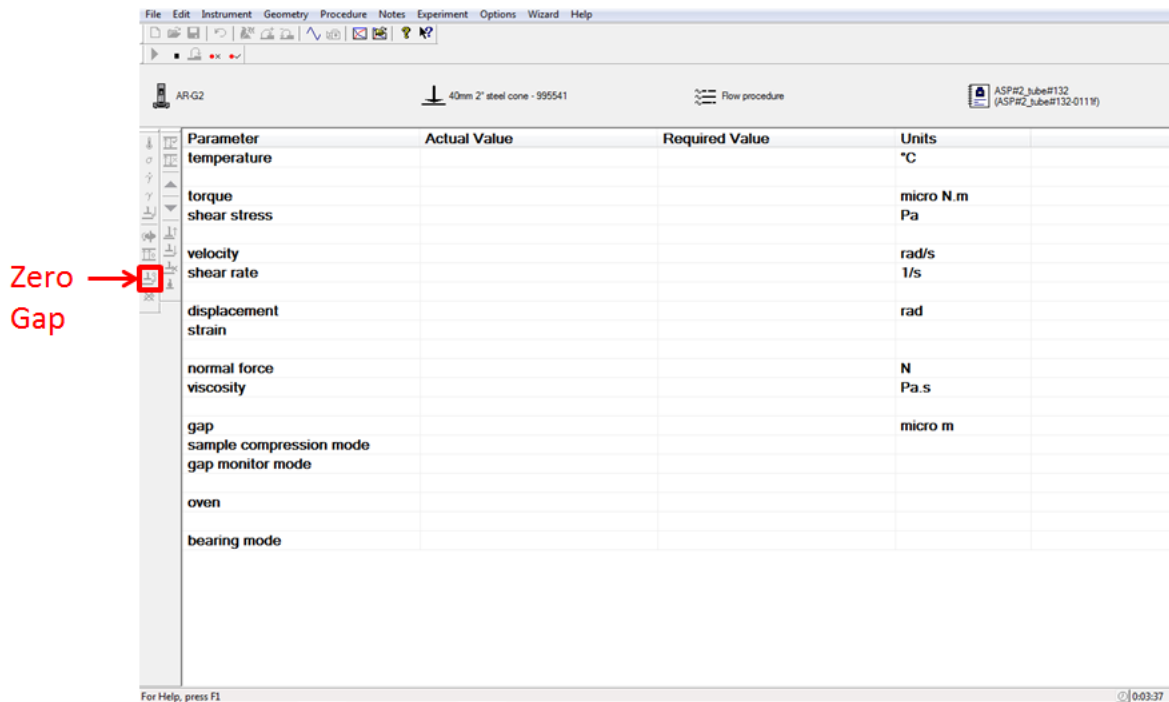 File Edit Instrument Geometry Procedure Notes Experiment Options Wizard Help
AR-G2
40mm 2° steel cone - 995541
Flow procedure
ASP#2_tube#132
(ASP#2_tube#132-0111f)
Parameter Actual Value Required Value Units
temperature °C
torque micro N.m
shear stress Pa
velocity rad/s
shear rate 1/s
Zero
Gap
displacement rad
strain
normal force N
viscosity Pa.s
gap micro m
sample compression mode
gap monitor mode
oven
bearing mode
For Help, press F1
0:03:37